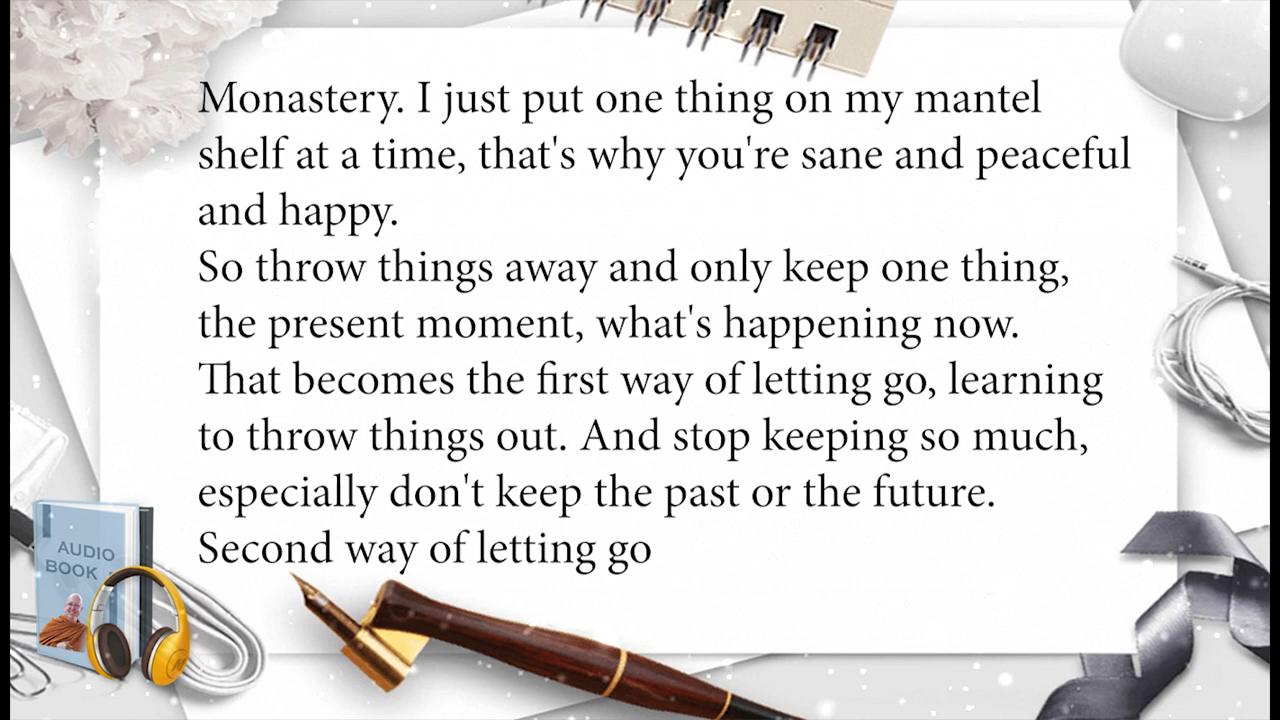 Monastery. I just put one thing on my mantel
shelf at a time, that's why you're sane and peaceful
and happy.
So throw things away and only keep one thing,
the present moment, what's happening now.
That becomes the first way of letting go, learning
to throw things out. And stop keeping so much,
especially don't keep the past or the future.
Second way of letting go
AUDIO
BOOK